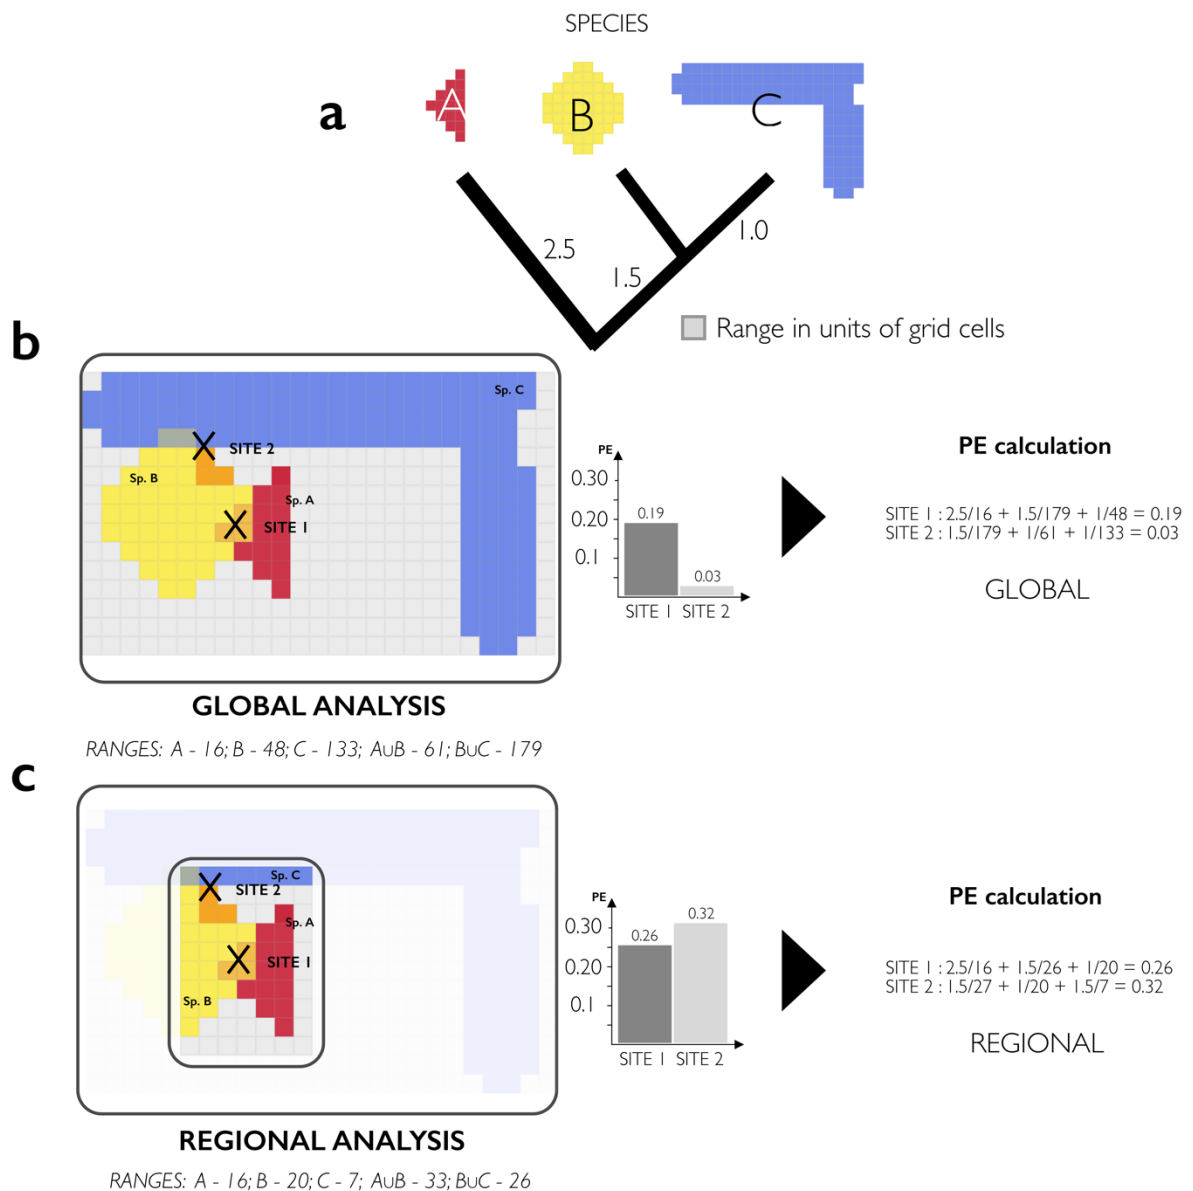 SPECIES
a
A
B
C
2.5
1.5
1.0
Range in units of grid cells
b
Sp. C
SITE 2
Sp. B
Sp. A
SITE 1
PE
0.30
0.20
0.1
0.19
0.03
SITE 1 SITE 2
PE calculation
SITE 1 : 2.5/16 + 1.5/179 + 1/48 = 0.19
SITE 2 : 1.5/179 + 1/61 + 1/133 = 0.03
GLOBAL
GLOBAL ANALYSIS
RANGES: A - 16; B - 48; C - 133; AuB - 61; BuC - 179
c
Sp. C
SITE 2
Sp. A
SITE 1
Sp. B
PE
0.30
0.20
0.1
0.26
0.32
SITE 1 SITE 2
PE calculation
SITE 1 : 2.5/16 + 1.5/26 + 1/20 = 0.26
SITE 2 : 1.5/27 + 1/20 + 1.5/7 = 0.32
REGIONAL
REGIONAL ANALYSIS
RANGES: A - 16; B - 20; C - 7; AuB - 33; BuC - 26